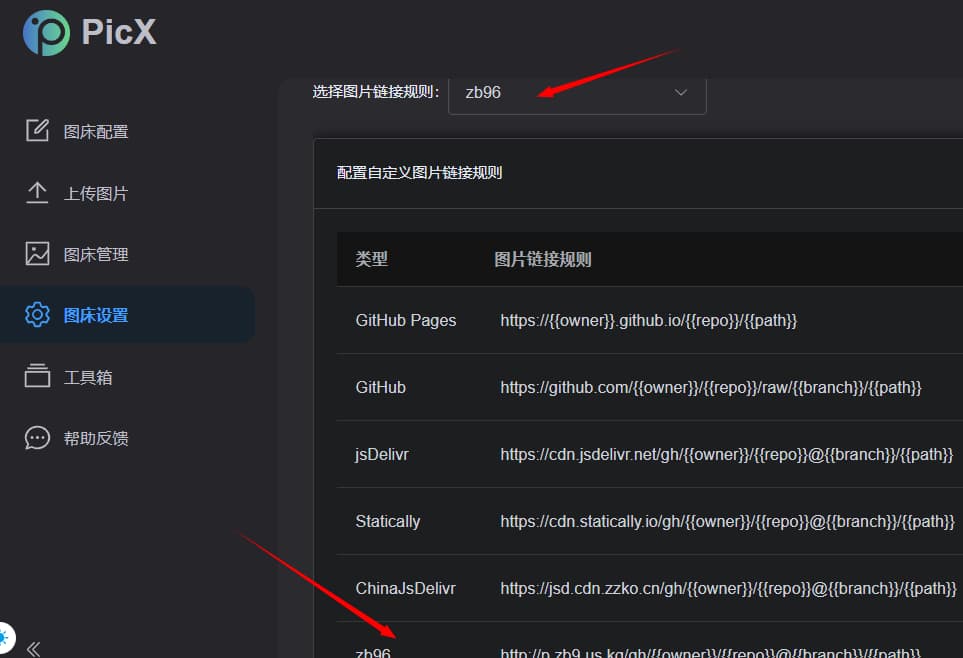 PicX
选择图片链接规则: zb96
图床配置
上传图片
图床管理
图床设置
工具箱
帮助反馈
配置自定义图片链接规则
类型 图片链接规则
GitHub Pages https://{{owner}}.github.io/{{repo}}/{{path}}
GitHub https://github.com/{{owner}}/{{repo}}/raw/{{branch}}/{{path}}
jsDelivr https://cdn.jsdelivr.net/gh/{{owner}}/{{repo}}@{{branch}}/{{path}}
Statically https://cdn.statically.io/gh/{{owner}}/{{repo}}@{{branch}}/{{path}}
ChinaJsDelivr https://jsd.cdn.zzko.cn/gh/{{owner}}/{{repo}}@{{branch}}/{{path}}
zb96 http://p.zb9.us.kg/gh/{{owner}}/{{repo}}@{{branch}}/{{path}}